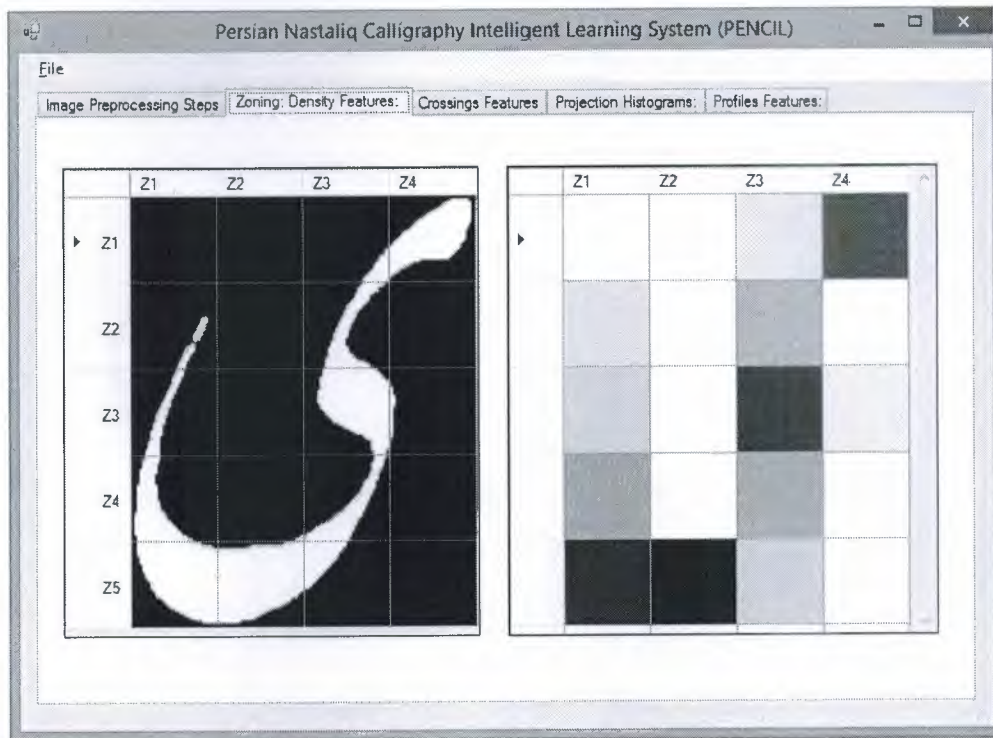 Persian Nastaliq Calligraphy Intelligent Learning System (PENCIL)
File
Image Preprocessing Steps Zoning: Density Features: Crossings Features Projection Histograms: Profiles Features:
Z1 Z2 Z3 Z4
Z1
Z2
Z3
Z4
Z5
ی
Z1 Z2 Z3 Z4